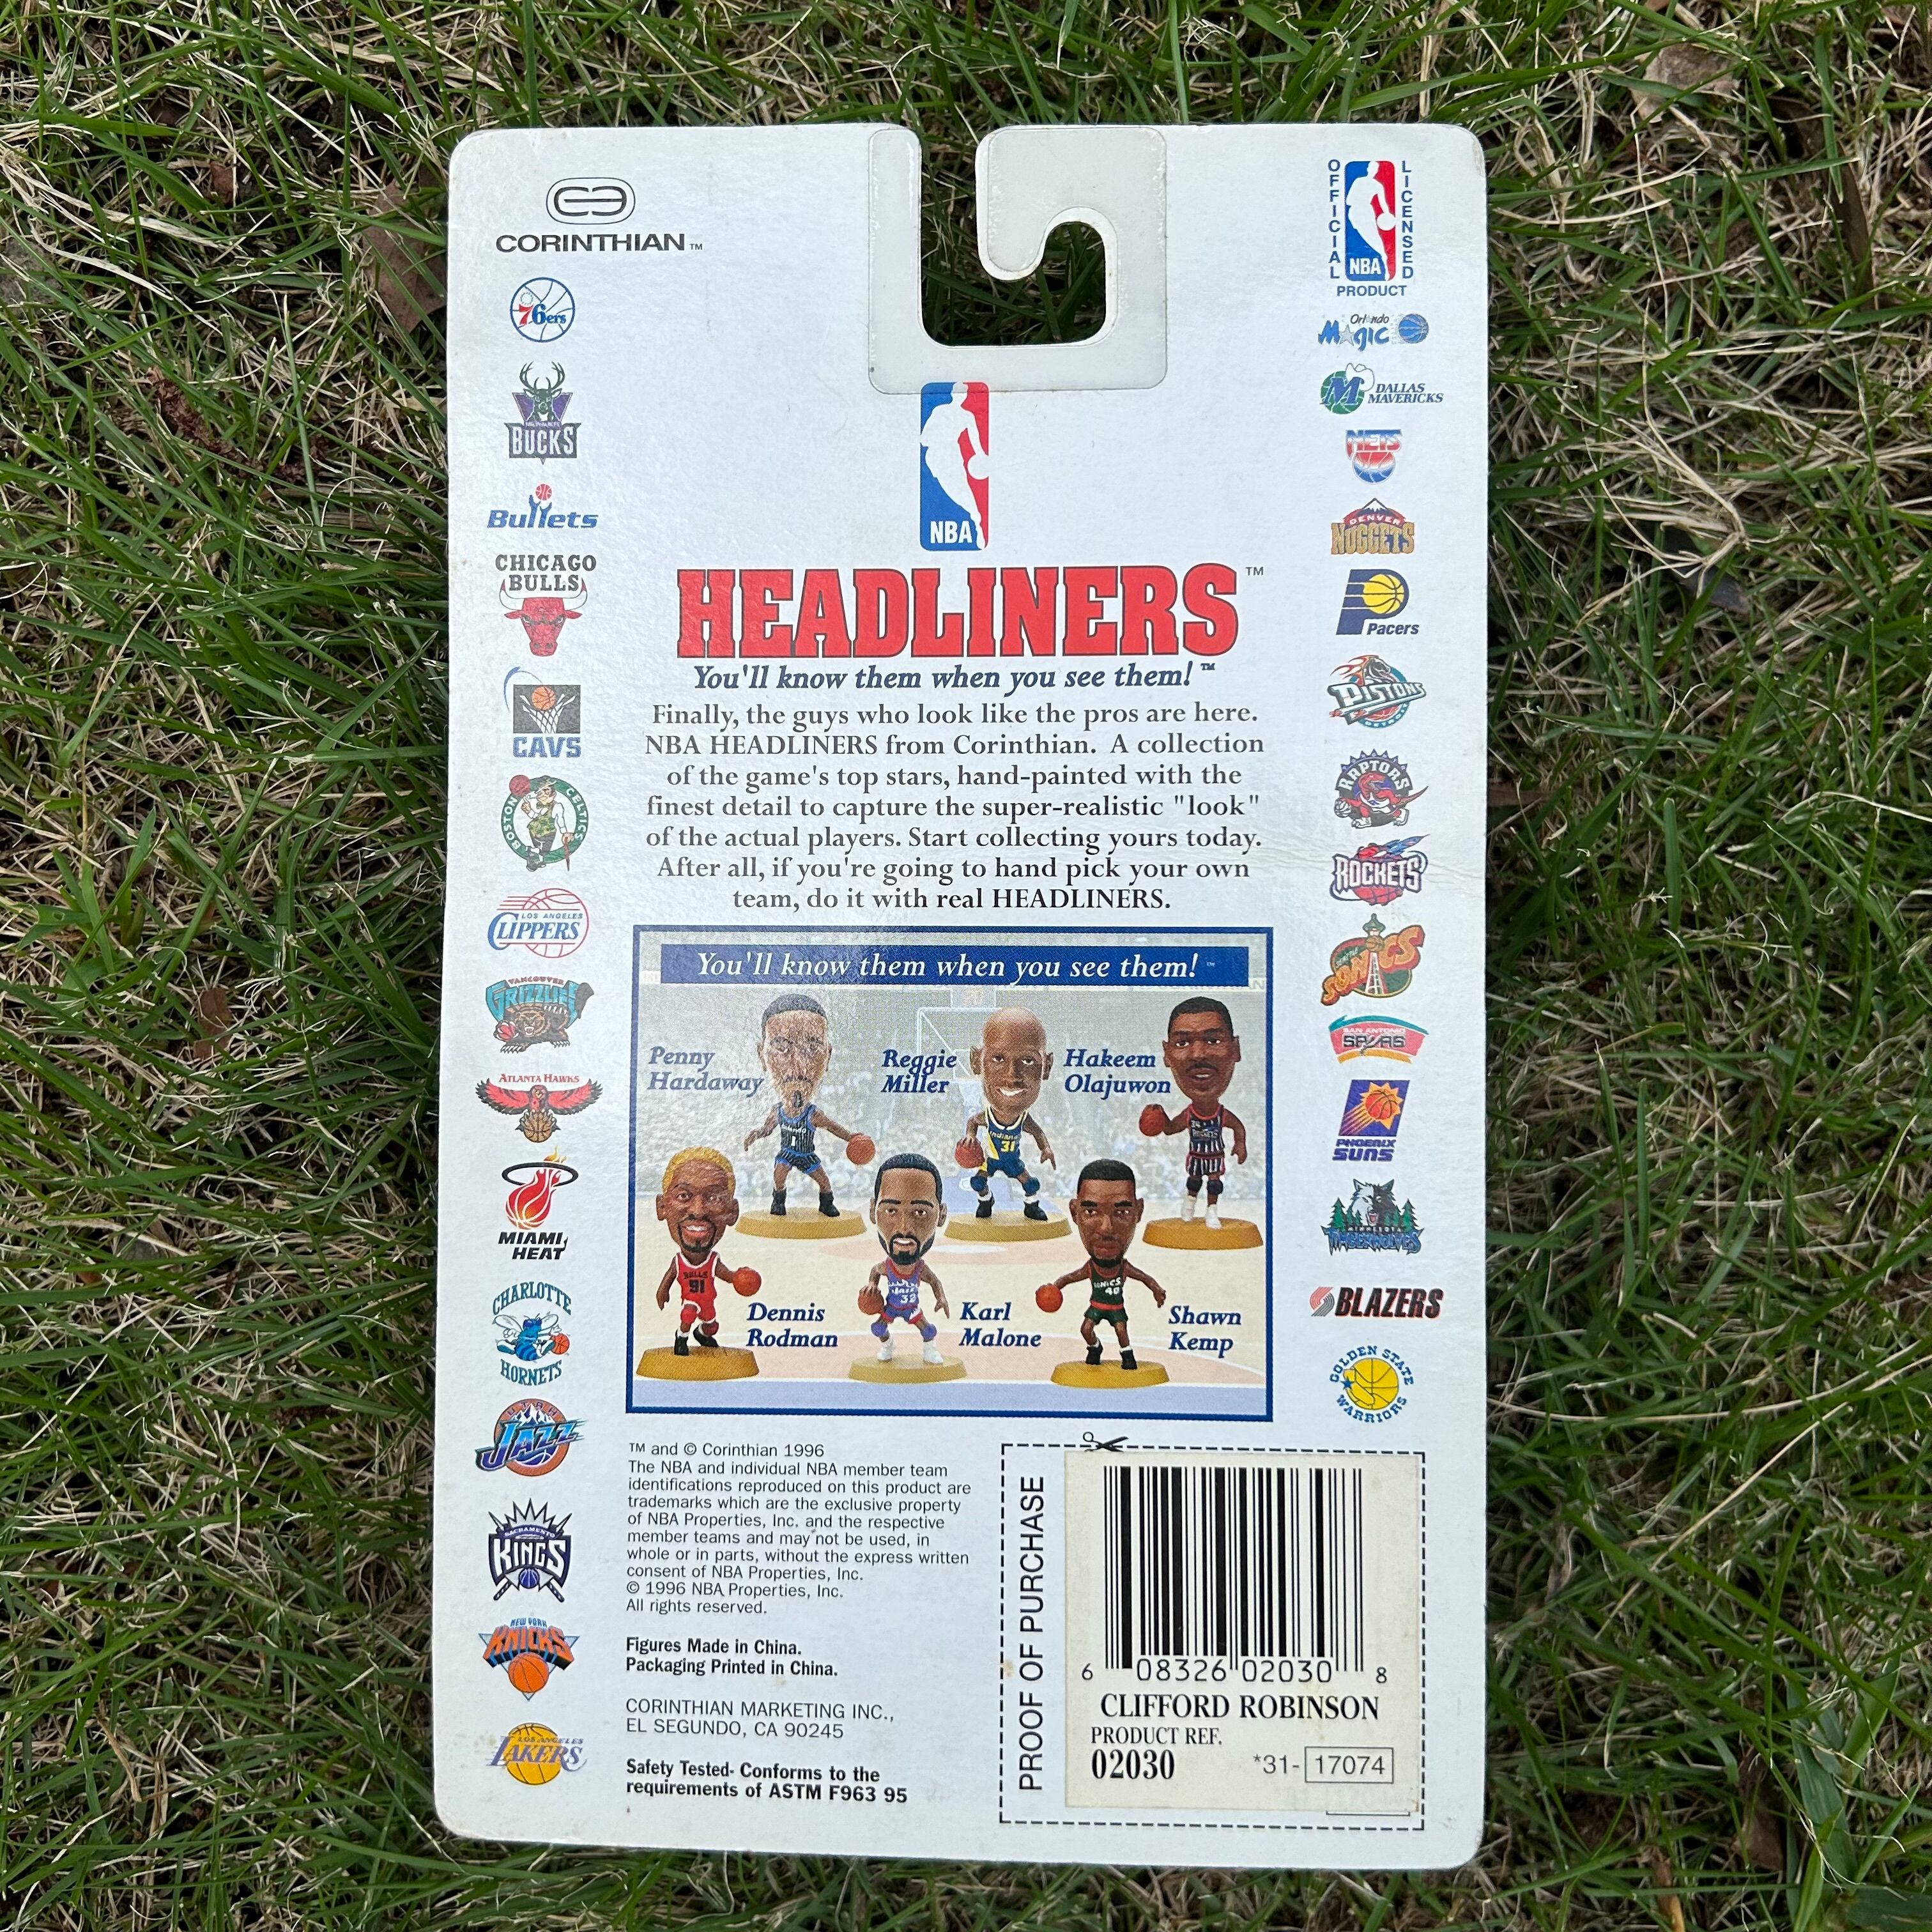 CORINTHIAN™
OFFICIAL LICENSED
NBA
PRODUCT
76ers
BUCKS
Bullets
CHICAGO
BULLS
CAVS
BOSTON CELTICS
LOS ANGELES
CLIPPERS
VANCOUVER
GRIZZLIES
ATLANTA HAWKS
MIAMI
HEAT
CHARLOTTE
HORNETS
UTAH
JAZZ
SACRAMENTO
KINGS
NEW YORK
KNICKS
LOS ANGELES
LAKERS
NBA
HEADLINERS™
You'll know them when you see them!™
Finally, the guys who look like the pros are here.
NBA HEADLINERS from Corinthian. A collection
of the game's top stars, hand-painted with the
finest detail to capture the super-realistic "look"
of the actual players. Start collecting yours today.
After all, if you're going to hand pick your own
team, do it with real HEADLINERS.
You'll know them when you see them! ™
Penny
Hardaway
Reggie
Miller
Hakeem
Olajuwon
Orlando
1
Indiana
31
Dennis
Rodman
Karl
Malone
Shawn
Kemp
BULLS
91
Jazz
32
SONICS
40
Orlando
Magic
DALLAS
MAVERICKS
NETS
DENVER
NUGGETS
Pacers
PISTONS
DETROIT
RAPTORS
ROCKETS
SONICS
SAN ANTONIO
SPURS
PHOENIX
SUNS
MINNESOTA
TIMBERWOLVES
BLAZERS
GOLDEN STATE
WARRIORS
™ and © Corinthian 1996
The NBA and individual NBA member team
identifications reproduced on this product are
trademarks which are the exclusive property
of NBA Properties, Inc. and the respective
member teams and may not be used, in
whole or in parts, without the express written
consent of NBA Properties, Inc.
© 1996 NBA Properties, Inc.
All rights reserved.
Figures Made in China.
Packaging Printed in China.
CORINTHIAN MARKETING INC.,
EL SEGUNDO, CA 90245
Safety Tested- Conforms to the
requirements of ASTM F963 95
PROOF OF PURCHASE
6 08326 02030 8
CLIFFORD ROBINSON
PRODUCT REF.
02030 *31- 17074